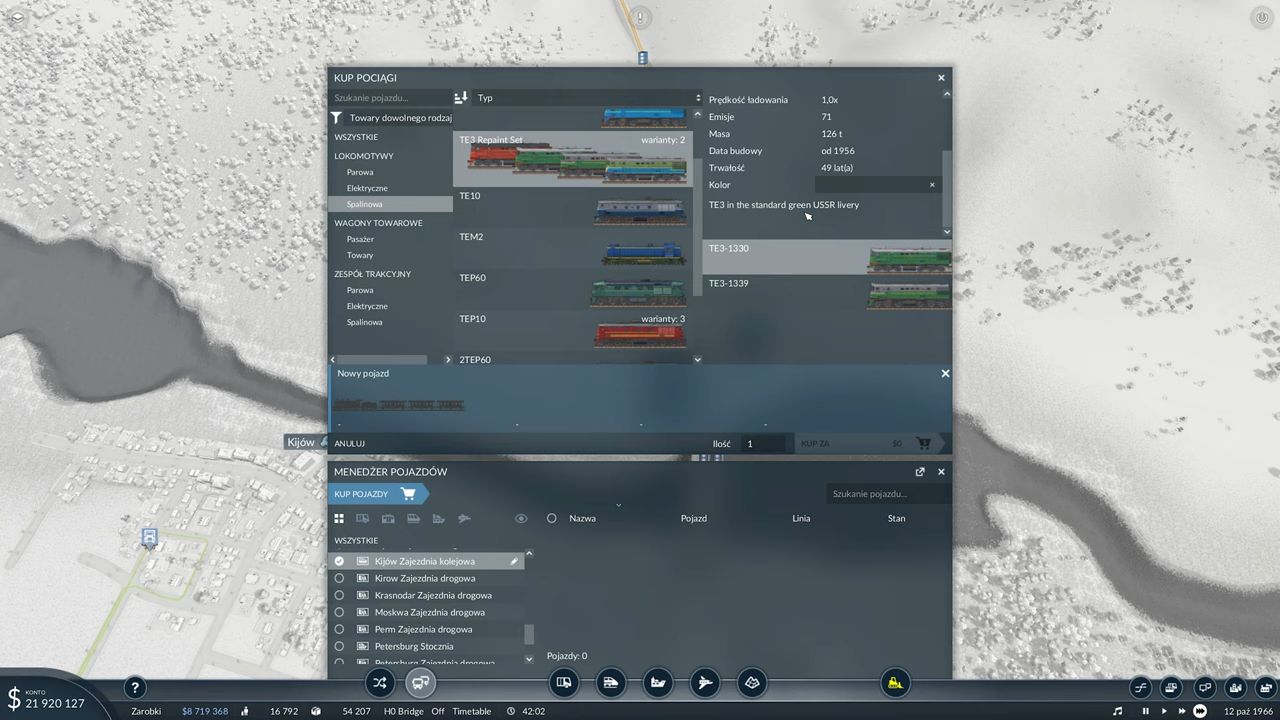 KUP POCIĄGI
Szukanie pojazdu...
Typ
Towary dowolnego rodzaj
WSZYSTKIE
LOKOMOTYWY
Parowa
Elektryczne
Spalinowa
WAGONY TOWAROWE
Pasażer
Towary
ZESPÓŁ TRAKCYJNY
Parowa
Elektryczne
Spalinowa
TE3 Repaint Set
warianty: 2
TE10
TEM2
TEP60
TEP10
warianty: 3
2TEP60
Prędkość ładowania 1,0x
Emisje 71
Masa 126 t
Data budowy od 1956
Trwałość 49 lat(a)
Kolor
TE3 in the standard green USSR livery
TE3-1330
TE3-1339
Nowy pojazd
- - - -
Kijów
ANULUJ
Ilość 1
KUP ZA $0
MENEDŻER POJAZDÓW
KUP POJAZDY
Szukanie pojazdu...
Nazwa Pojazd Linia Stan
WSZYSTKIE
Kijów Zajezdnia kolejowa
Kirow Zajezdnia drogowa
Krasnodar Zajezdnia drogowa
Moskwa Zajezdnia drogowa
Perm Zajezdnia drogowa
Petersburg Stocznia
Petersburg Zajezdnia drogowa
Pojazdy: 0
$ KONTO
21 920 127
?
Zarobki $8 719 368 16 792 54 207 H0 Bridge Off Timetable 42:02
12 paź 1966